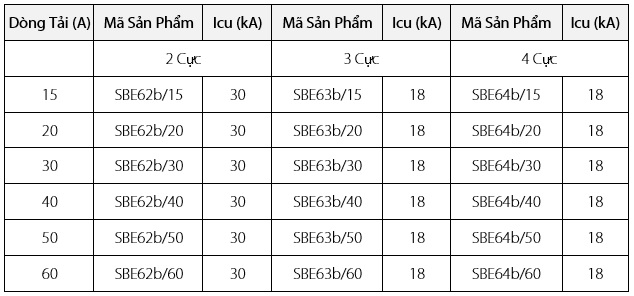 Dòng Tải (A) Mã Sản Phẩm Icu (kA) Mã Sản Phẩm Icu (kA) Mã Sản Phẩm Icu (kA)
2 Cực 3 Cực 4 Cực
15 SBE62b/15 30 SBE63b/15 18 SBE64b/15 18
20 SBE62b/20 30 SBE63b/20 18 SBE64b/20 18
30 SBE62b/30 30 SBE63b/30 18 SBE64b/30 18
40 SBE62b/40 30 SBE63b/40 18 SBE64b/40 18
50 SBE62b/50 30 SBE63b/50 18 SBE64b/50 18
60 SBE62b/60 30 SBE63b/60 18 SBE64b/60 18